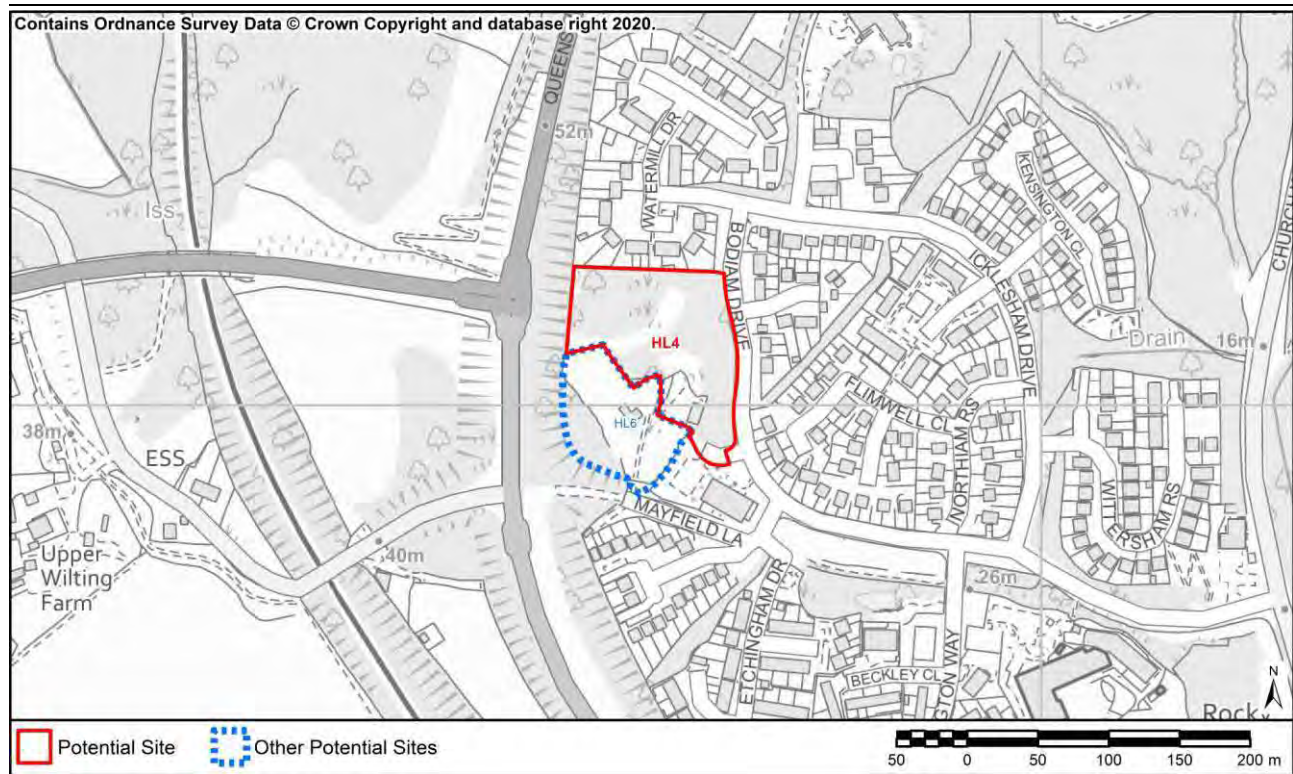 Contains Ordnance Survey Data © Crown Copyright and database right 2020.
QUEENS
52m
WATERMILL DR
BODIAM DRIVE
KENSINGTON CL
ICKLESHAM DRIVE
CHURCH
Iss
HL4
Drain
16m
FLIMWELL CL
HL6
38m
ESS
NORTHIAM RS
WITTERSHAM RS
MAYFIELD LA
40m
Upper
Wilting
Farm
ETCHINGHAM DR
26m
BECKLEY CL
GTON WAY
N
Rock
Potential Site
Other Potential Sites
50 0 50 100 150 200 m